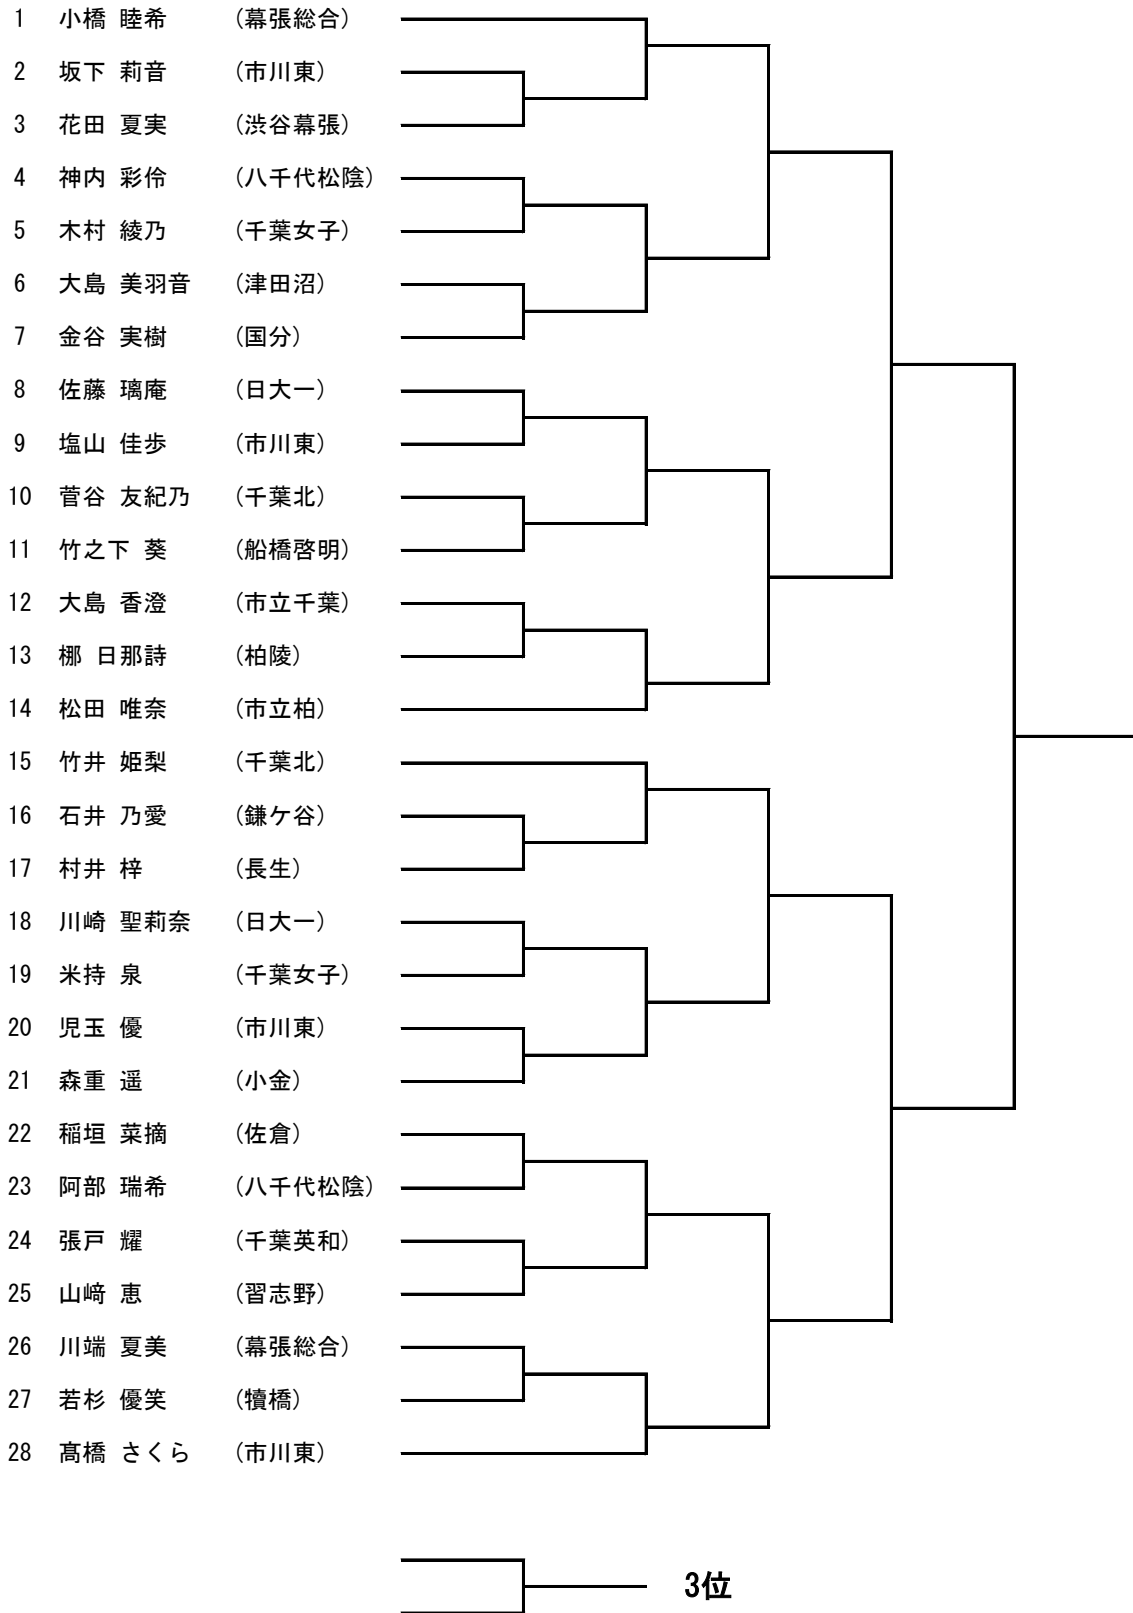 1 小橋 睦希 (幕張総合)
2 坂下 莉音 (市川東)
3 花田 夏実 (渋谷幕張)
4 神内 彩伶 (八千代松陰)
5 木村 綾乃 (千葉女子)
6 大島 美羽音 (津田沼)
7 金谷 実樹 (国分)
8 佐藤 璃庵 (日大一)
9 塩山 佳歩 (市川東)
10 菅谷 友紀乃 (千葉北)
11 竹之下 葵 (船橋啓明)
12 大島 香澄 (市立千葉)
13 梛 日那詩 (柏陵)
14 松田 唯奈 (市立柏)
15 竹井 姫梨 (千葉北)
16 石井 乃愛 (鎌ケ谷)
17 村井 梓 (長生)
18 川崎 聖莉奈 (日大一)
19 米持 泉 (千葉女子)
20 児玉 優 (市川東)
21 森重 遥 (小金)
22 稲垣 菜摘 (佐倉)
23 阿部 瑞希 (八千代松陰)
24 張戸 耀 (千葉英和)
25 山﨑 恵 (習志野)
26 川端 夏美 (幕張総合)
27 若杉 優笑 (犢橋)
28 髙橋 さくら (市川東)
3位